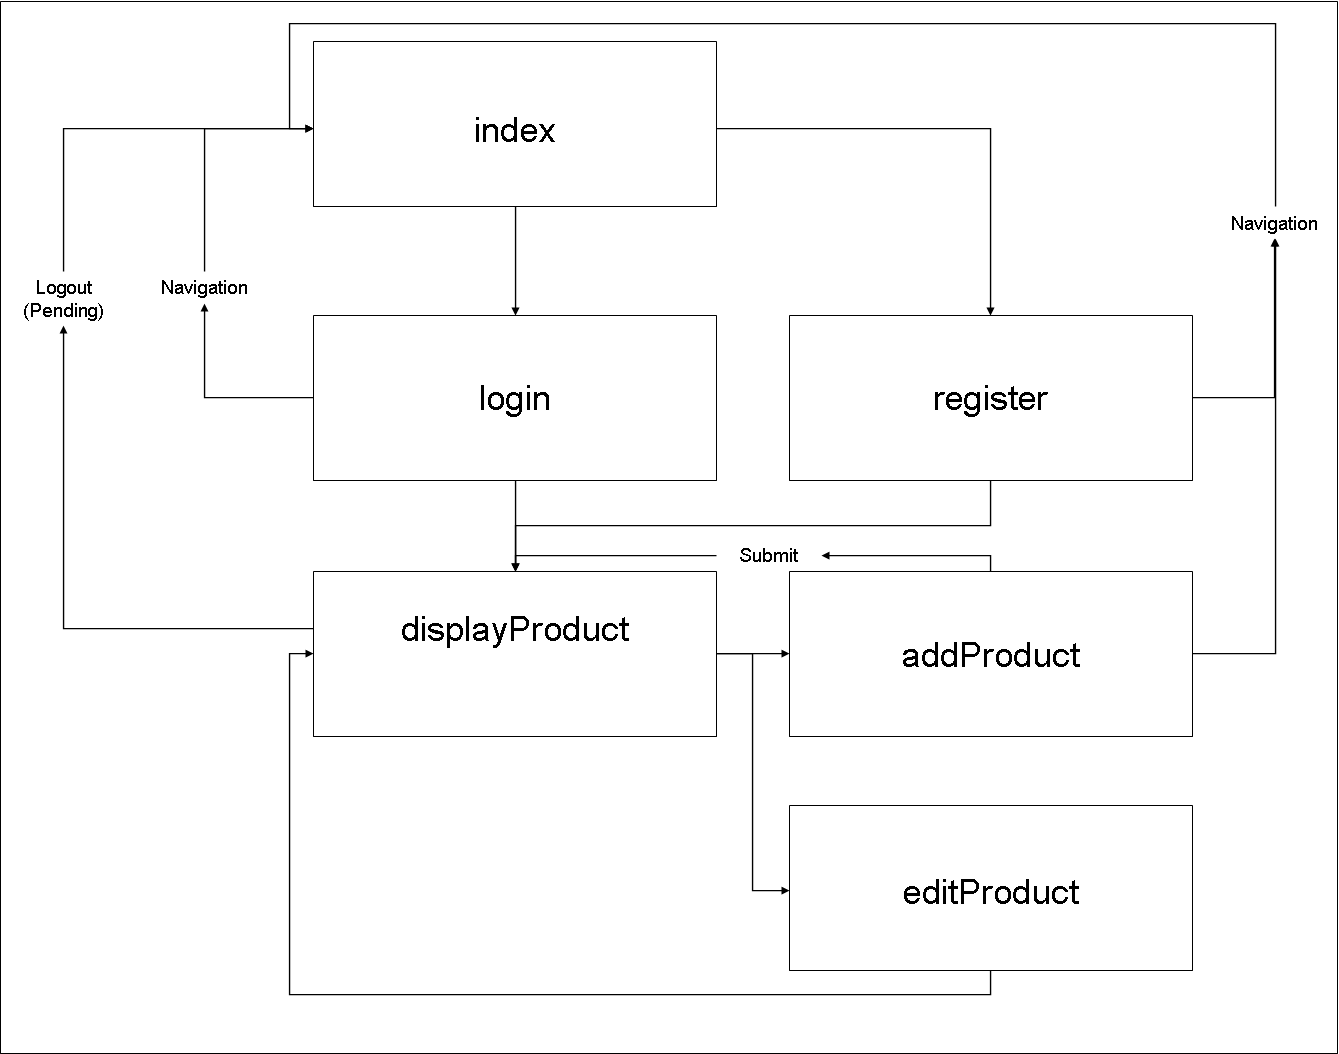 index
Navigation
Logout
(Pending)
Navigation
login
register
Submit
displayProduct
addProduct
editProduct